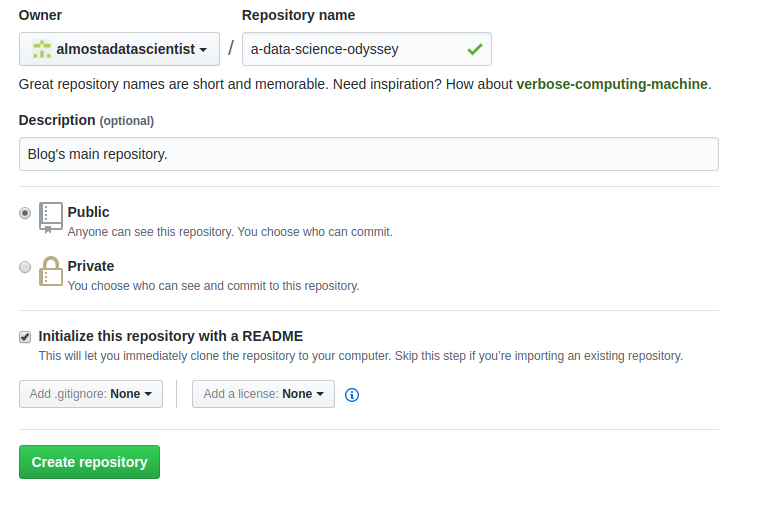 Owner Repository name
almostadatascientist / a-data-science-odyssey
Great repository names are short and memorable. Need inspiration? How about verbose-computing-machine.
Description (optional)
Blog's main repository.
Public
Anyone can see this repository. You choose who can commit.
Private
You choose who can see and commit to this repository.
Initialize this repository with a README
This will let you immediately clone the repository to your computer. Skip this step if you’re importing an existing repository.
Add .gitignore: None Add a license: None
Create repository